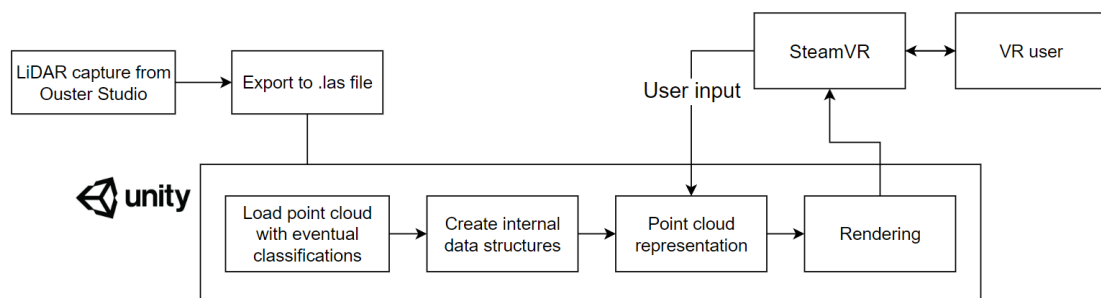 LiDAR capture from
Ouster Studio
Export to .las file
SteamVR
VR user
User input
unity
Load point cloud
with eventual
classifications
Create internal
data structures
Point cloud
representation
Rendering